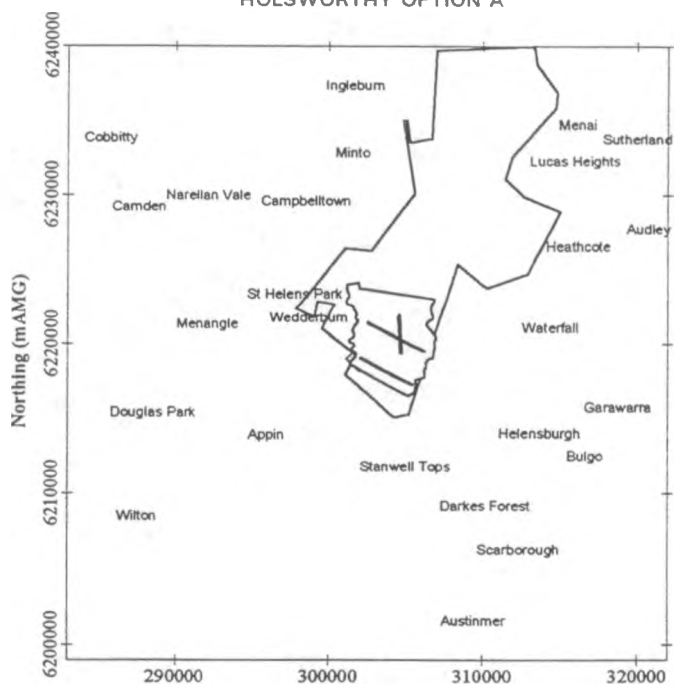 HOLSWORTHY OPTION A
6240000
Ingleburn
Menai
Cobbitty
Sutherland
Minto
Lucas Heights
6230000
Narellan Vale
Campbelltown
Camden
Audley
Heathcote
St Helens Park
Wedderburn
Menangle
Waterfall
6220000
Northing (mAMG)
Garawarra
Douglas Park
Appin
Helensburgh
Bulgo
Stanwell Tops
6210000
Darkes Forest
Wilton
Scarborough
Austinmer
6200000
290000
300000
310000
320000